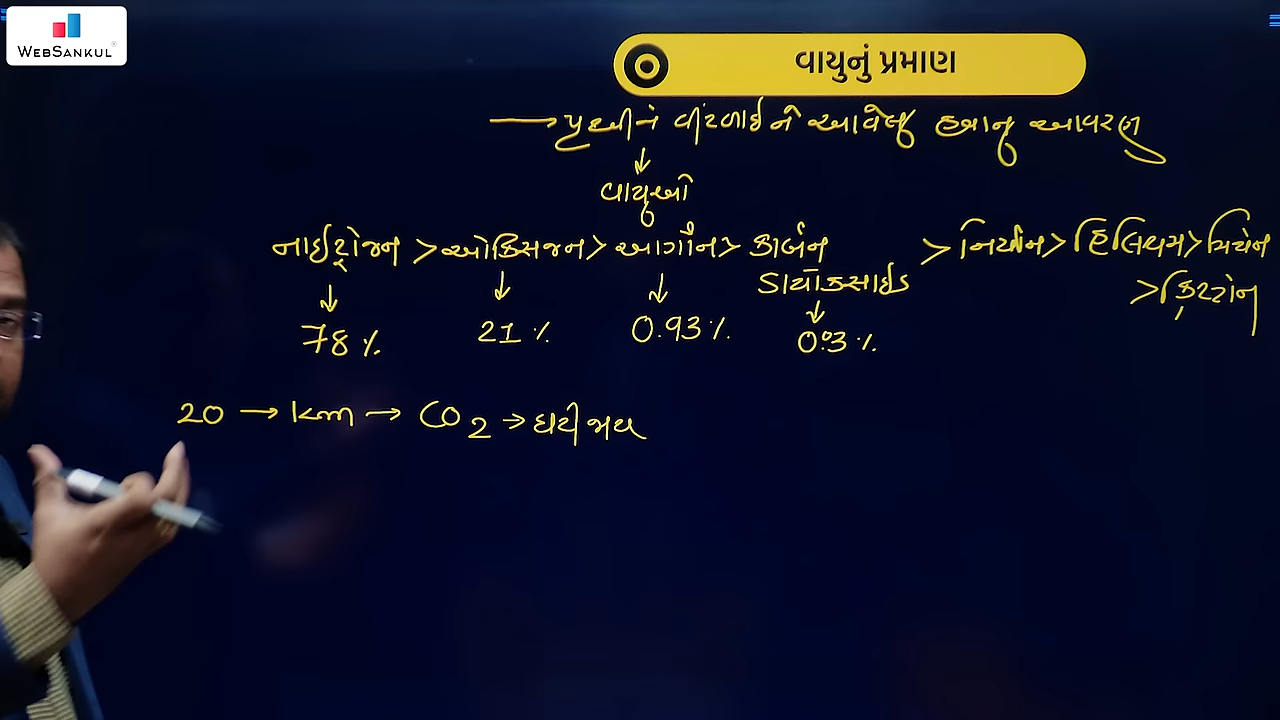 WEBSANKUL
વાયુનું પ્રમાણ
→ પૃથ્વીને વીંટળાઈને આવેલુ હવાનુ આવરણ
↓
વાયુઓ
નાઈટ્રોજન > ઓક્સિજન > આર્ગોન > કાર્બન ડાયોકસાઈડ > નિયોન > હિલિયમ > મિથેન > ક્રિપ્ટોન
↓ ↓ ↓ ↓
78 % 21 % 0.93 % 0.03 %
20 → km → CO2 → ઘટી જાય